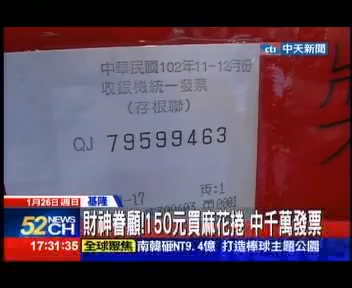 cti 中天新聞
中華民國102年11-12月份
收銀機統一發票
(存根聯)
QJ 79599463
-17 頁:1
1月26日週日 基隆
52 NEWS CH
財神眷顧!150元買麻花捲 中千萬發票
17:31:35 全球聚焦 南韓砸NT9.4億 打造棒球主題公園